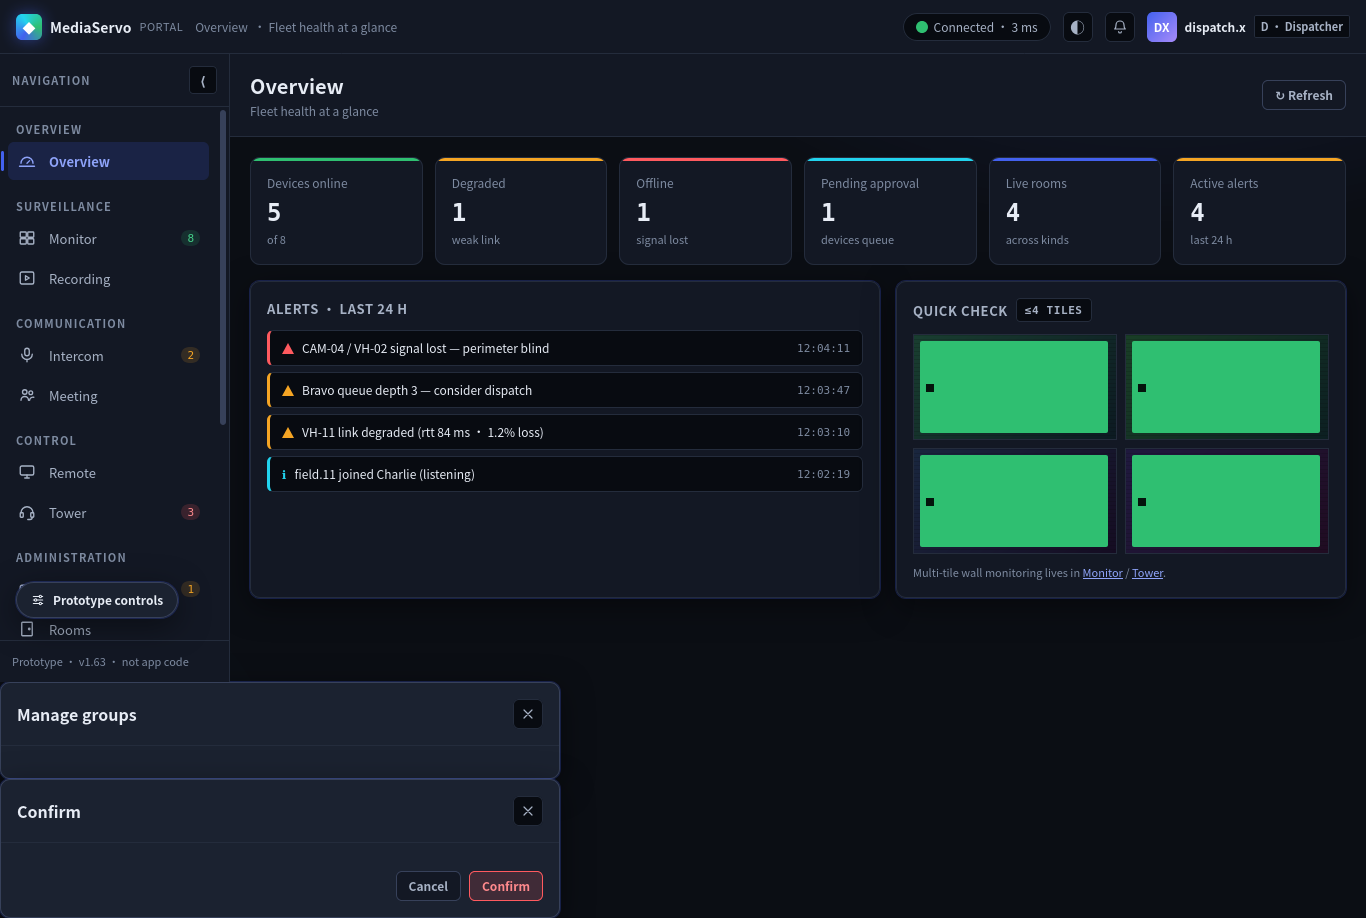 MediaServo PORTAL Overview • Fleet health at a glance
Connected • 3 ms
DX dispatch.x D • Dispatcher
NAVIGATION
OVERVIEW
Overview
SURVEILLANCE
Monitor 8
Recording
COMMUNICATION
Intercom 2
Meeting
CONTROL
Remote
Tower 3
ADMINISTRATION
1
Prototype controls
Rooms
Prototype • v1.63 • not app code
Overview
Fleet health at a glance
↻ Refresh
Devices online
5
of 8
Degraded
1
weak link
Offline
1
signal lost
Pending approval
1
devices queue
Live rooms
4
across kinds
Active alerts
4
last 24 h
ALERTS • LAST 24 H
CAM-04 / VH-02 signal lost — perimeter blind 12:04:11
Bravo queue depth 3 — consider dispatch 12:03:47
VH-11 link degraded (rtt 84 ms • 1.2% loss) 12:03:10
ℹ field.11 joined Charlie (listening) 12:02:19
QUICK CHECK ≤4 TILES
Multi-tile wall monitoring lives in Monitor / Tower.
Manage groups
Confirm
Cancel Confirm